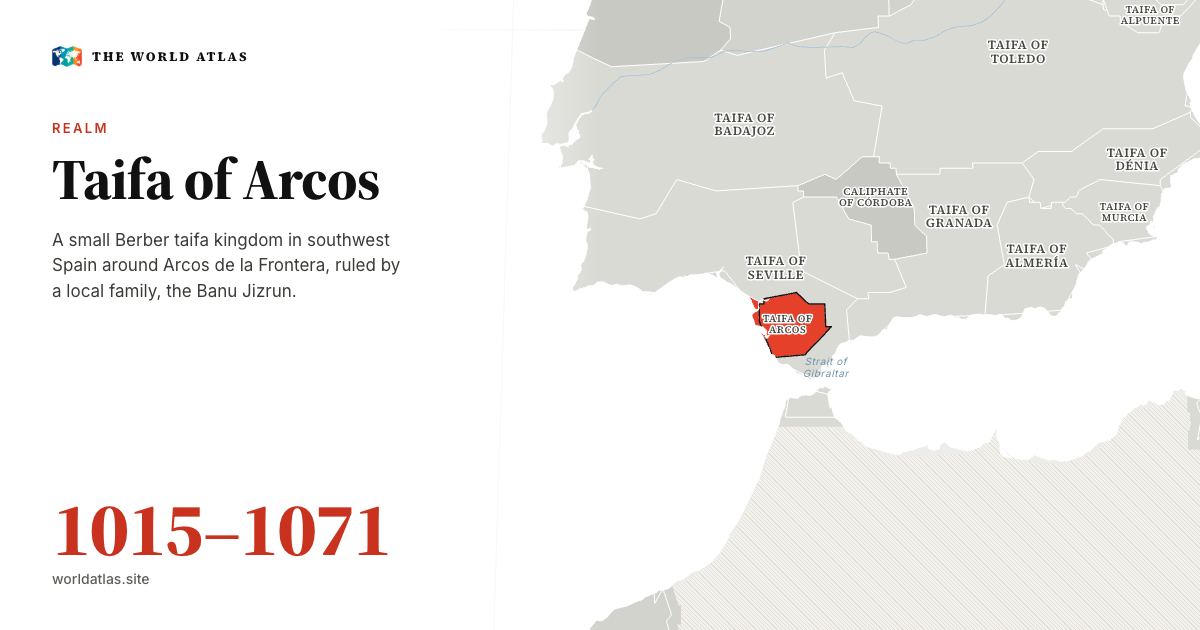 THE WORLD ATLAS
REALM
Taifa of Arcos
A small Berber taifa kingdom in southwest
Spain around Arcos de la Frontera, ruled by
a local family, the Banu Jizrun.
1015–1071
worldatlas.site
TAIFA OF
ALPUENTE
TAIFA OF
TOLEDO
TAIFA OF
BADAJOZ
TAIFA OF
DÉNIA
CALIPHATE
OF CÓRDOBA
TAIFA OF
GRANADA
TAIFA OF
MURCIA
TAIFA OF
ALMERÍA
TAIFA OF
SEVILLE
TAIFA OF
ARCOS
Strait of
Gibraltar